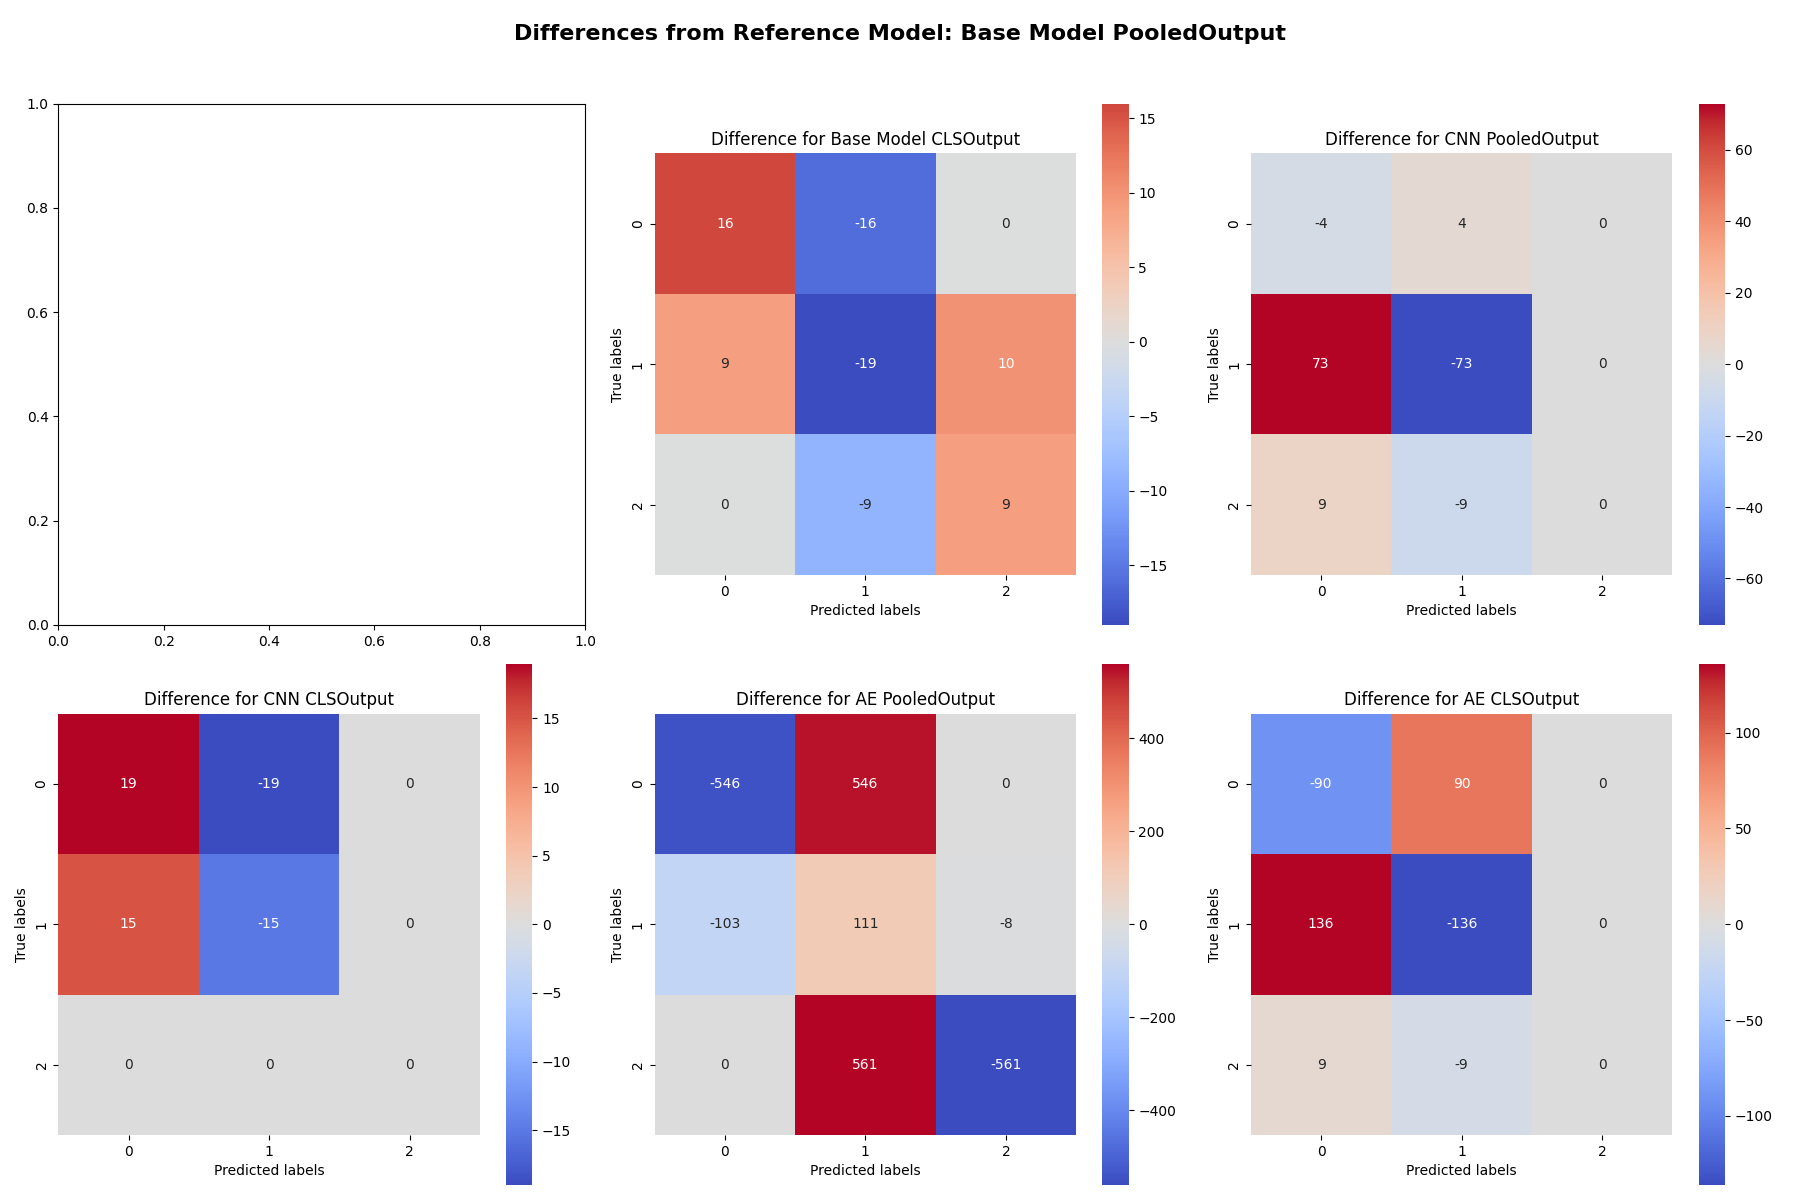 Differences from Reference Model: Base Model PooledOutput
1.0
0.8
0.6
0.4
0.2
0.0
0.0 0.2 0.4 0.6 0.8 1.0
Difference for Base Model CLSOutput
True labels
0 16 -16 0
1 9 -19 10
2 0 -9 9
0 1 2
Predicted labels
15
10
5
0
−5
−10
−15
Difference for CNN PooledOutput
True labels
0 -4 4 0
1 73 -73 0
2 9 -9 0
0 1 2
Predicted labels
60
40
20
0
−20
−40
−60
Difference for CNN CLSOutput
True labels
0 19 -19 0
1 15 -15 0
2 0 0 0
0 1 2
Predicted labels
15
10
5
0
−5
−10
−15
Difference for AE PooledOutput
True labels
0 -546 546 0
1 -103 111 -8
2 0 561 -561
0 1 2
Predicted labels
400
200
0
−200
−400
Difference for AE CLSOutput
True labels
0 -90 90 0
1 136 -136 0
2 9 -9 0
0 1 2
Predicted labels
100
50
0
−50
−100